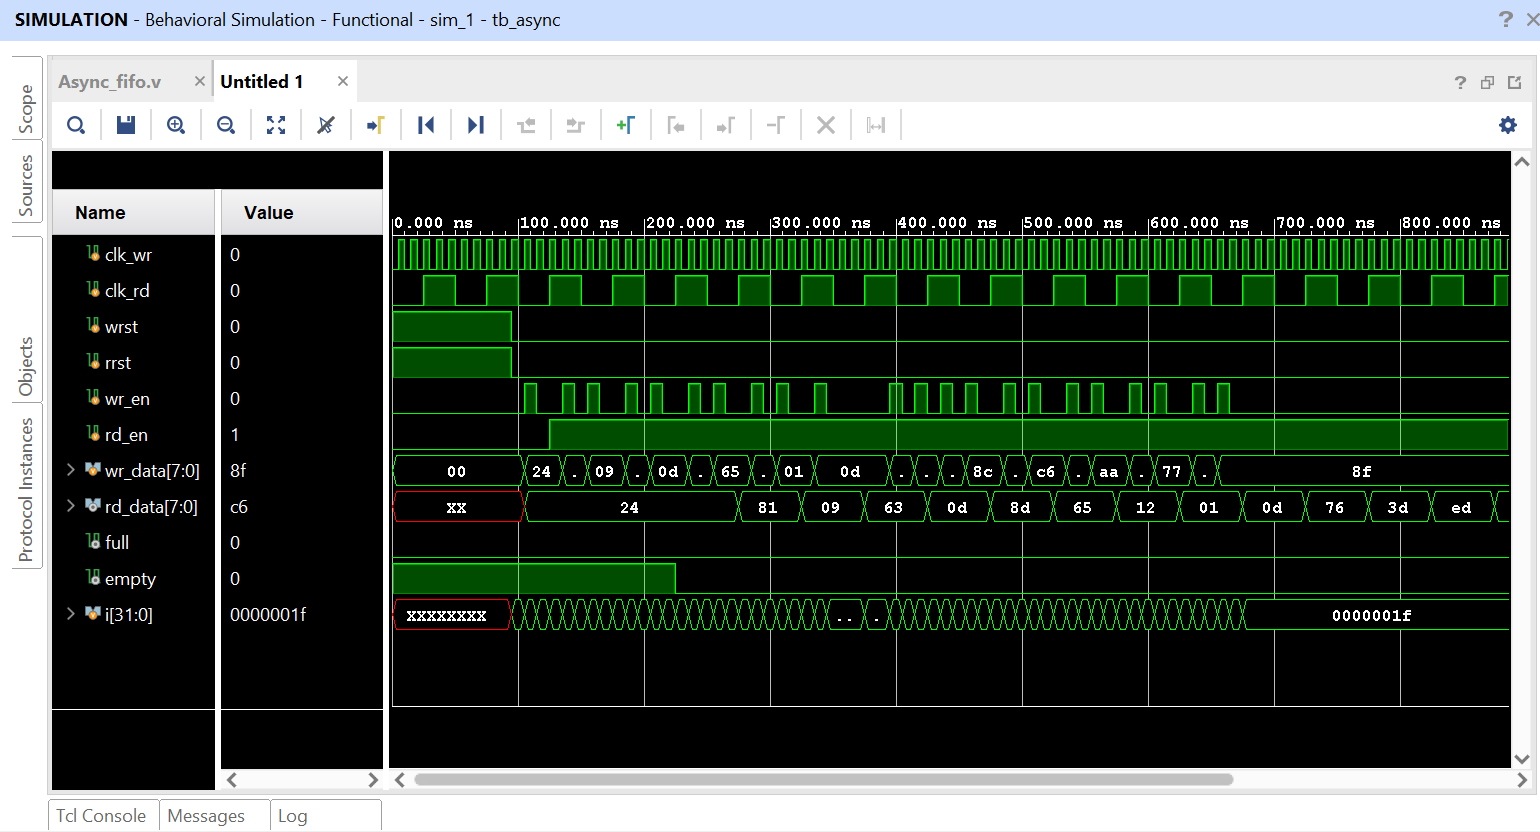 SIMULATION - Behavioral Simulation - Functional - sim_1 - tb_async
Scope
Sources
Objects
Protocol Instances
Async_fifo.v
Untitled 1
Name Value
0.000 ns 100.000 ns 200.000 ns 300.000 ns 400.000 ns 500.000 ns 600.000 ns 700.000 ns 800.000 ns
clk_wr 0
clk_rd 0
wrst 0
rrst 0
wr_en 0
rd_en 1
wr_data[7:0] 8f 00 24 . 09 . 0d . 65 . 01 0d . . . 8c . c6 . aa . 77 . 8f
rd_data[7:0] c6 XX 24 81 09 63 0d 8d 65 12 01 0d 76 3d ed
full 0
empty 0
i[31:0] 0000001f XXXXXXXX .. . 0000001f
Tcl Console Messages Log